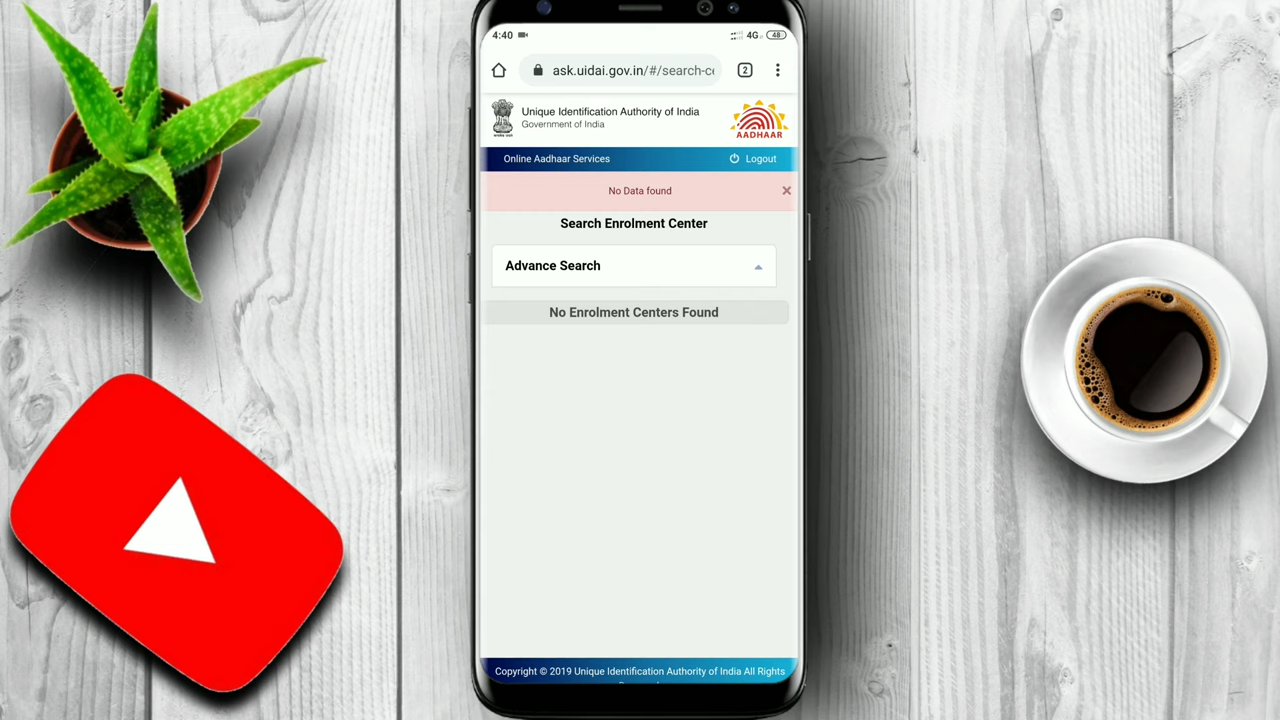 4:40
4G
48
ask.uidai.gov.in/#/search-ce
2
Unique Identification Authority of India
Government of India
AADHAAR
Online Aadhaar Services
Logout
No Data found
Search Enrolment Center
Advance Search
No Enrolment Centers Found
Copyright © 2019 Unique Identification Authority of India All Rights